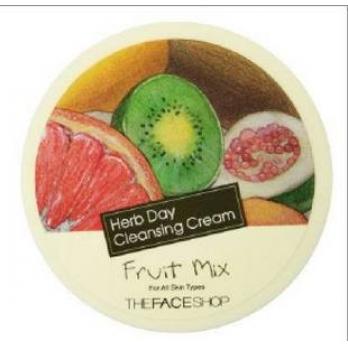 Herb Day
Cleansing Cream
Fruit Mix
For All Skin Types
THEFACESHOP